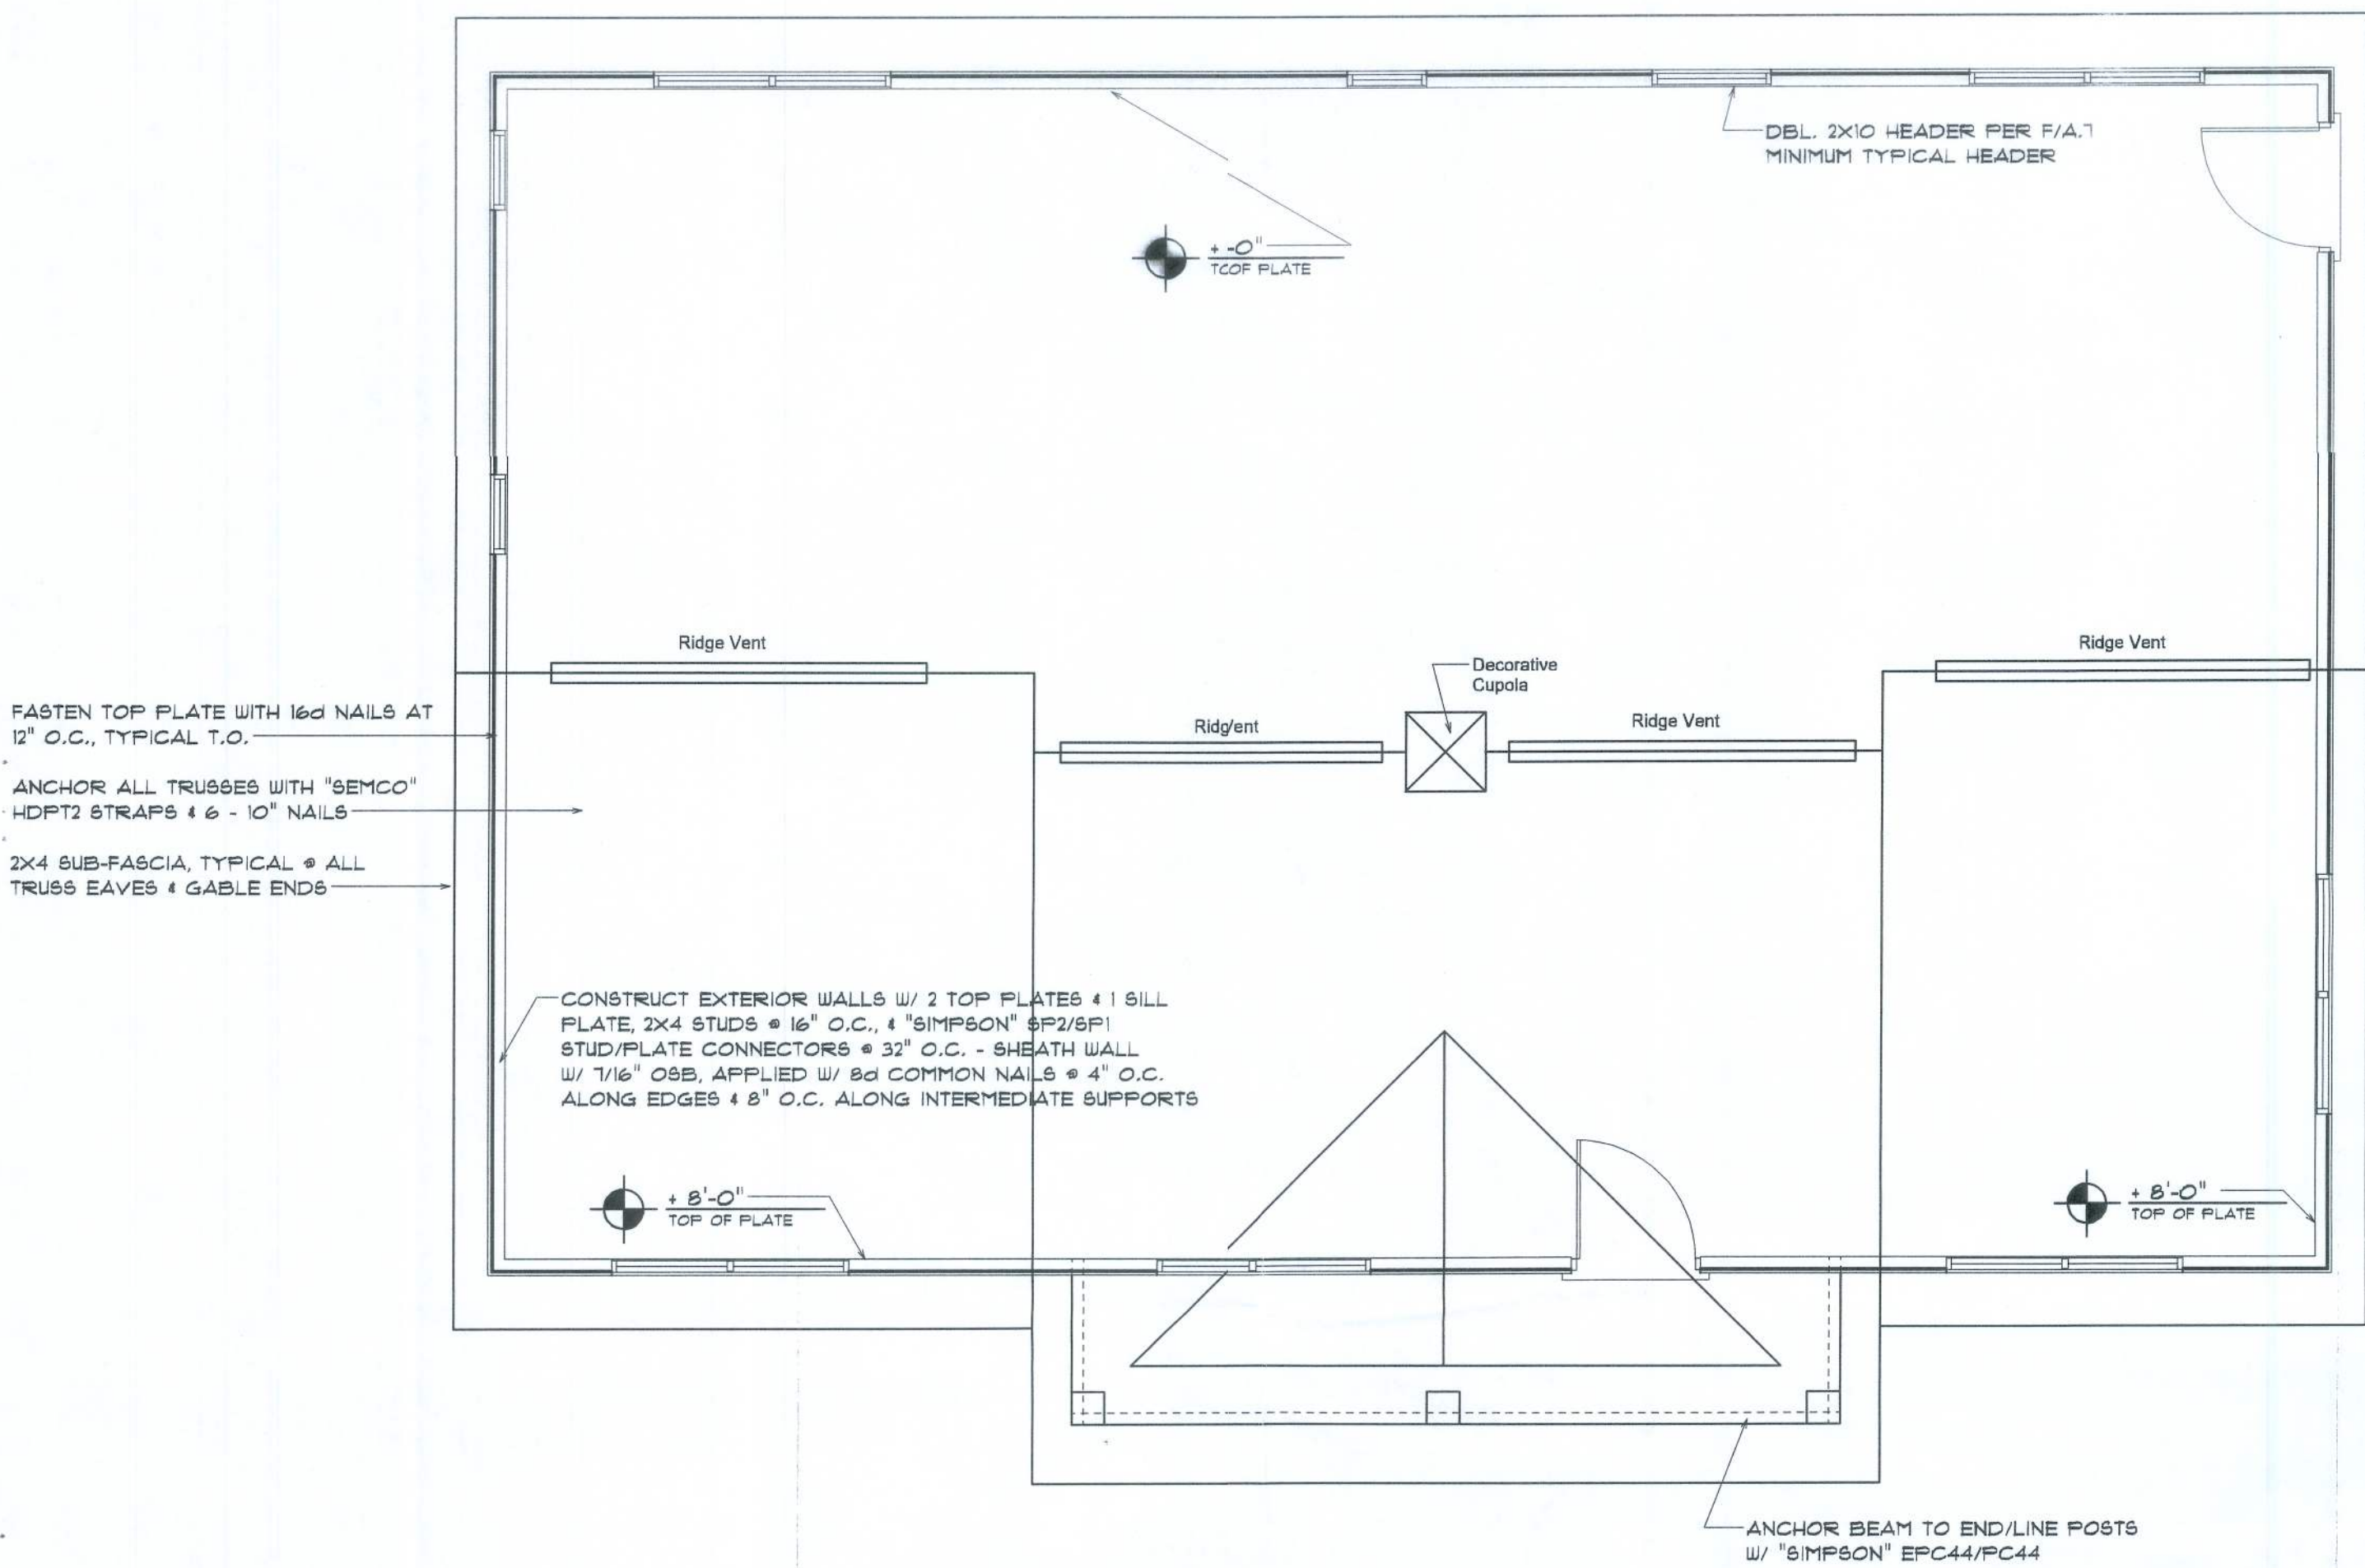 DBL. 2X10 HEADER PER F/A.7
MINIMUM TYPICAL HEADER
+ -0"
TCOF PLATE
Ridge Vent
Ridge Vent
Decorative
Cupola
Ridg/ent
Ridge Vent
FASTEN TOP PLATE WITH 16d NAILS AT
12" O.C., TYPICAL T.O.
ANCHOR ALL TRUSSES WITH "SEMCO"
HDPT2 STRAPS & 6 - 10" NAILS
2X4 SUB-FASCIA, TYPICAL @ ALL
TRUSS EAVES & GABLE ENDS
CONSTRUCT EXTERIOR WALLS W/ 2 TOP PLATES & 1 SILL
PLATE, 2X4 STUDS @ 16" O.C., & "SIMPSON" SP2/SP1
STUD/PLATE CONNECTORS @ 32" O.C. - SHEATH WALL
W/ 7/16" OSB, APPLIED W/ 8d COMMON NAILS @ 4" O.C.
ALONG EDGES & 8" O.C. ALONG INTERMEDIATE SUPPORTS
+ 8'-0"
TOP OF PLATE
+ 8'-0"
TOP OF PLATE
ANCHOR BEAM TO END/LINE POSTS
W/ "SIMPSON" EPC44/PC44